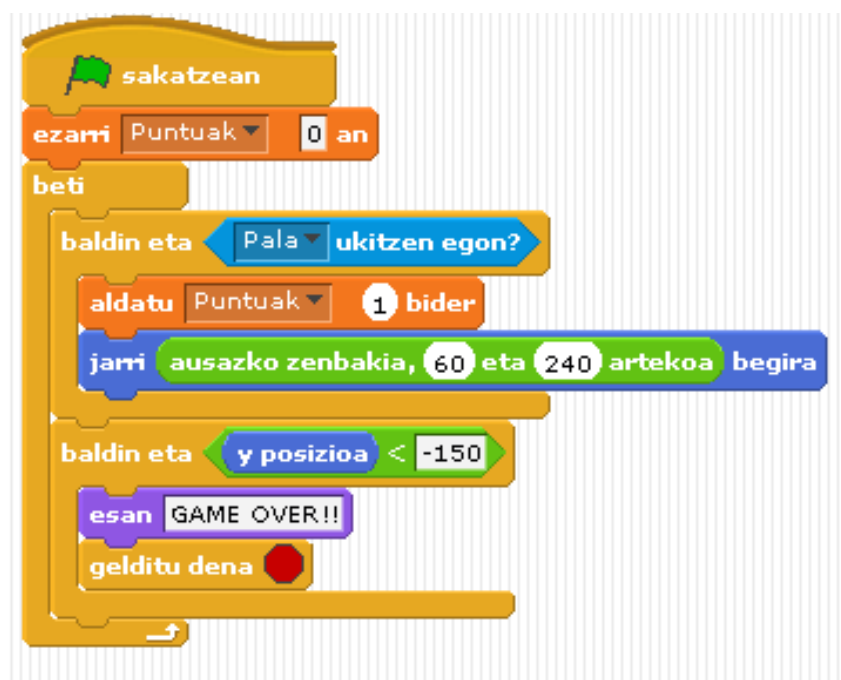 sakatzean
ezarri Puntuak 0 an
beti
baldin eta Pala ukitzen egon?
aldatu Puntuak 1 bider
jarri ausazko zenbakia, 60 eta 240 artekoa begira
baldin eta y posizioa < -150
esan GAME OVER!!
gelditu dena